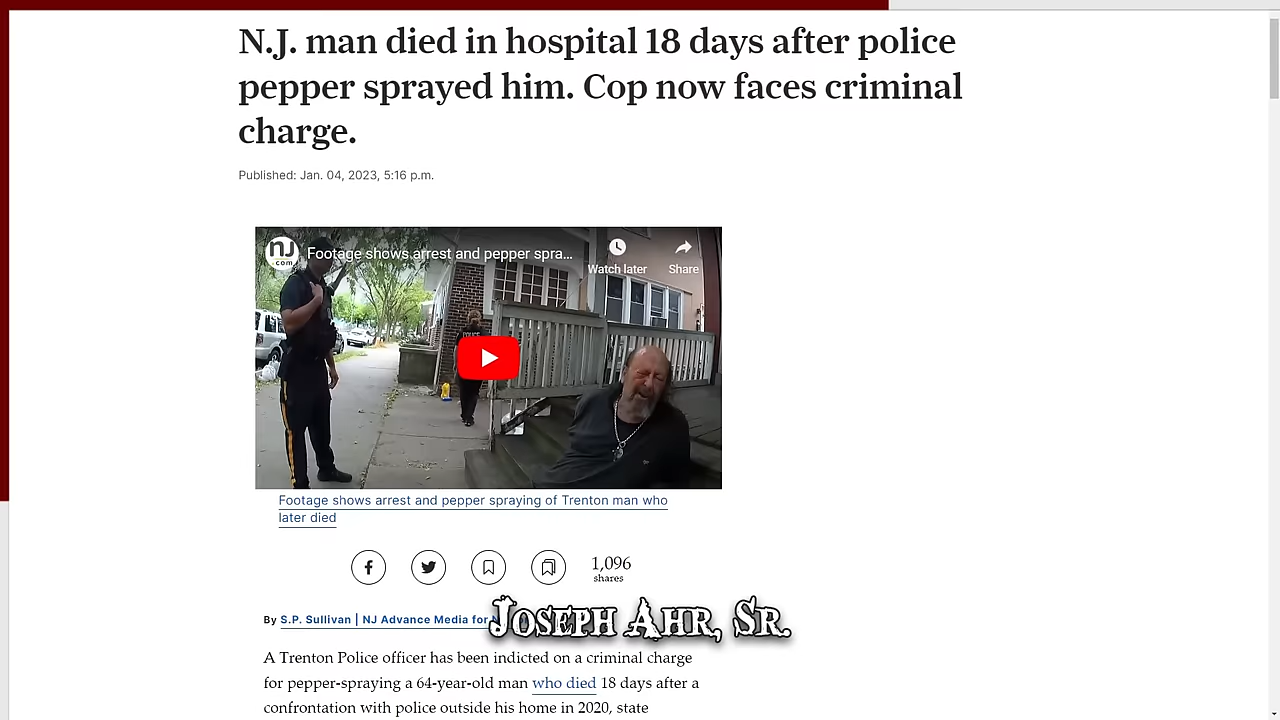 N.J. man died in hospital 18 days after police
pepper sprayed him. Cop now faces criminal
charge.
Published: Jan. 04, 2023, 5:16 p.m.
nj
.com
Footage shows arrest and pepper spra...
Watch later
Share
POLICE
Footage shows arrest and pepper spraying of Trenton man who
later died
1,096
shares
By S.P. Sullivan | NJ Advance Media for
Joseph Ahr, Sr.
A Trenton Police officer has been indicted on a criminal charge
for pepper-spraying a 64-year-old man who died 18 days after a
confrontation with police outside his home in 2020, state